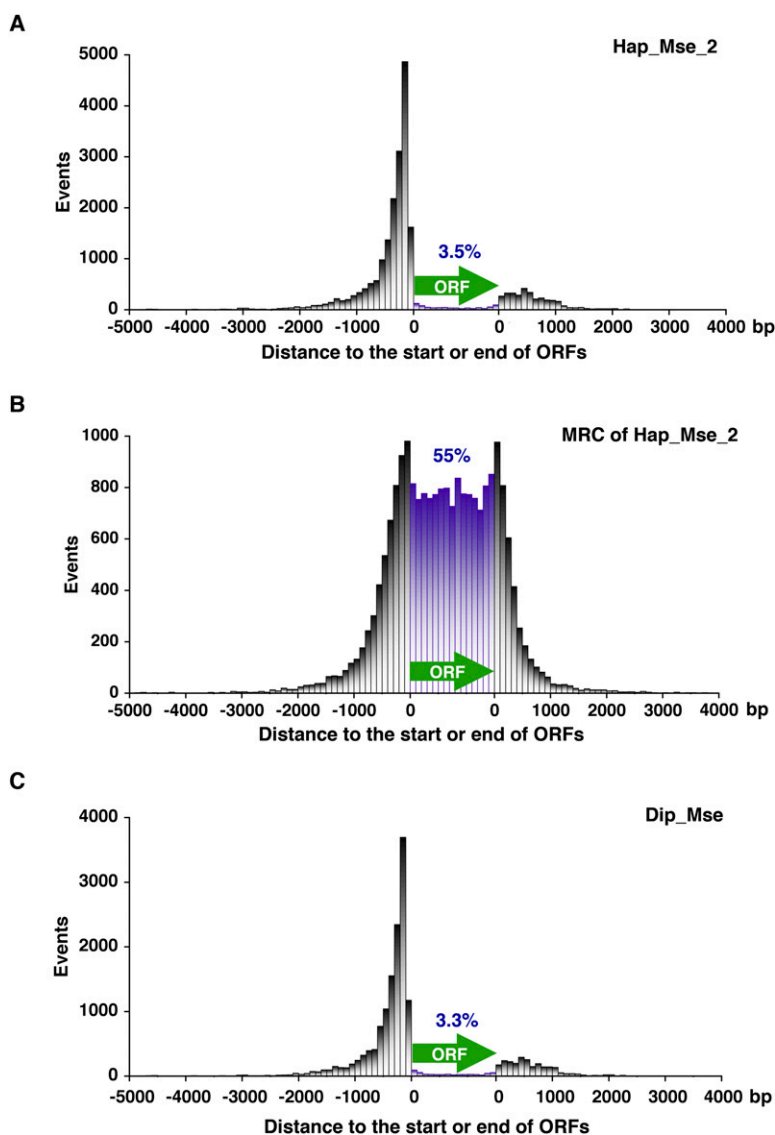 A
Hap_Mse_2
5000
4000
3000
2000
1000
0
Events
3.5%
ORF
-5000 -4000 -3000 -2000 -1000 0 0 1000 2000 3000 4000 bp
Distance to the start or end of ORFs
B
MRC of Hap_Mse_2
1000
800
600
400
200
0
Events
55%
ORF
-5000 -4000 -3000 -2000 -1000 0 0 1000 2000 3000 4000 bp
Distance to the start or end of ORFs
C
Dip_Mse
4000
3000
2000
1000
0
Events
3.3%
ORF
-5000 -4000 -3000 -2000 -1000 0 0 1000 2000 3000 4000 bp
Distance to the start or end of ORFs